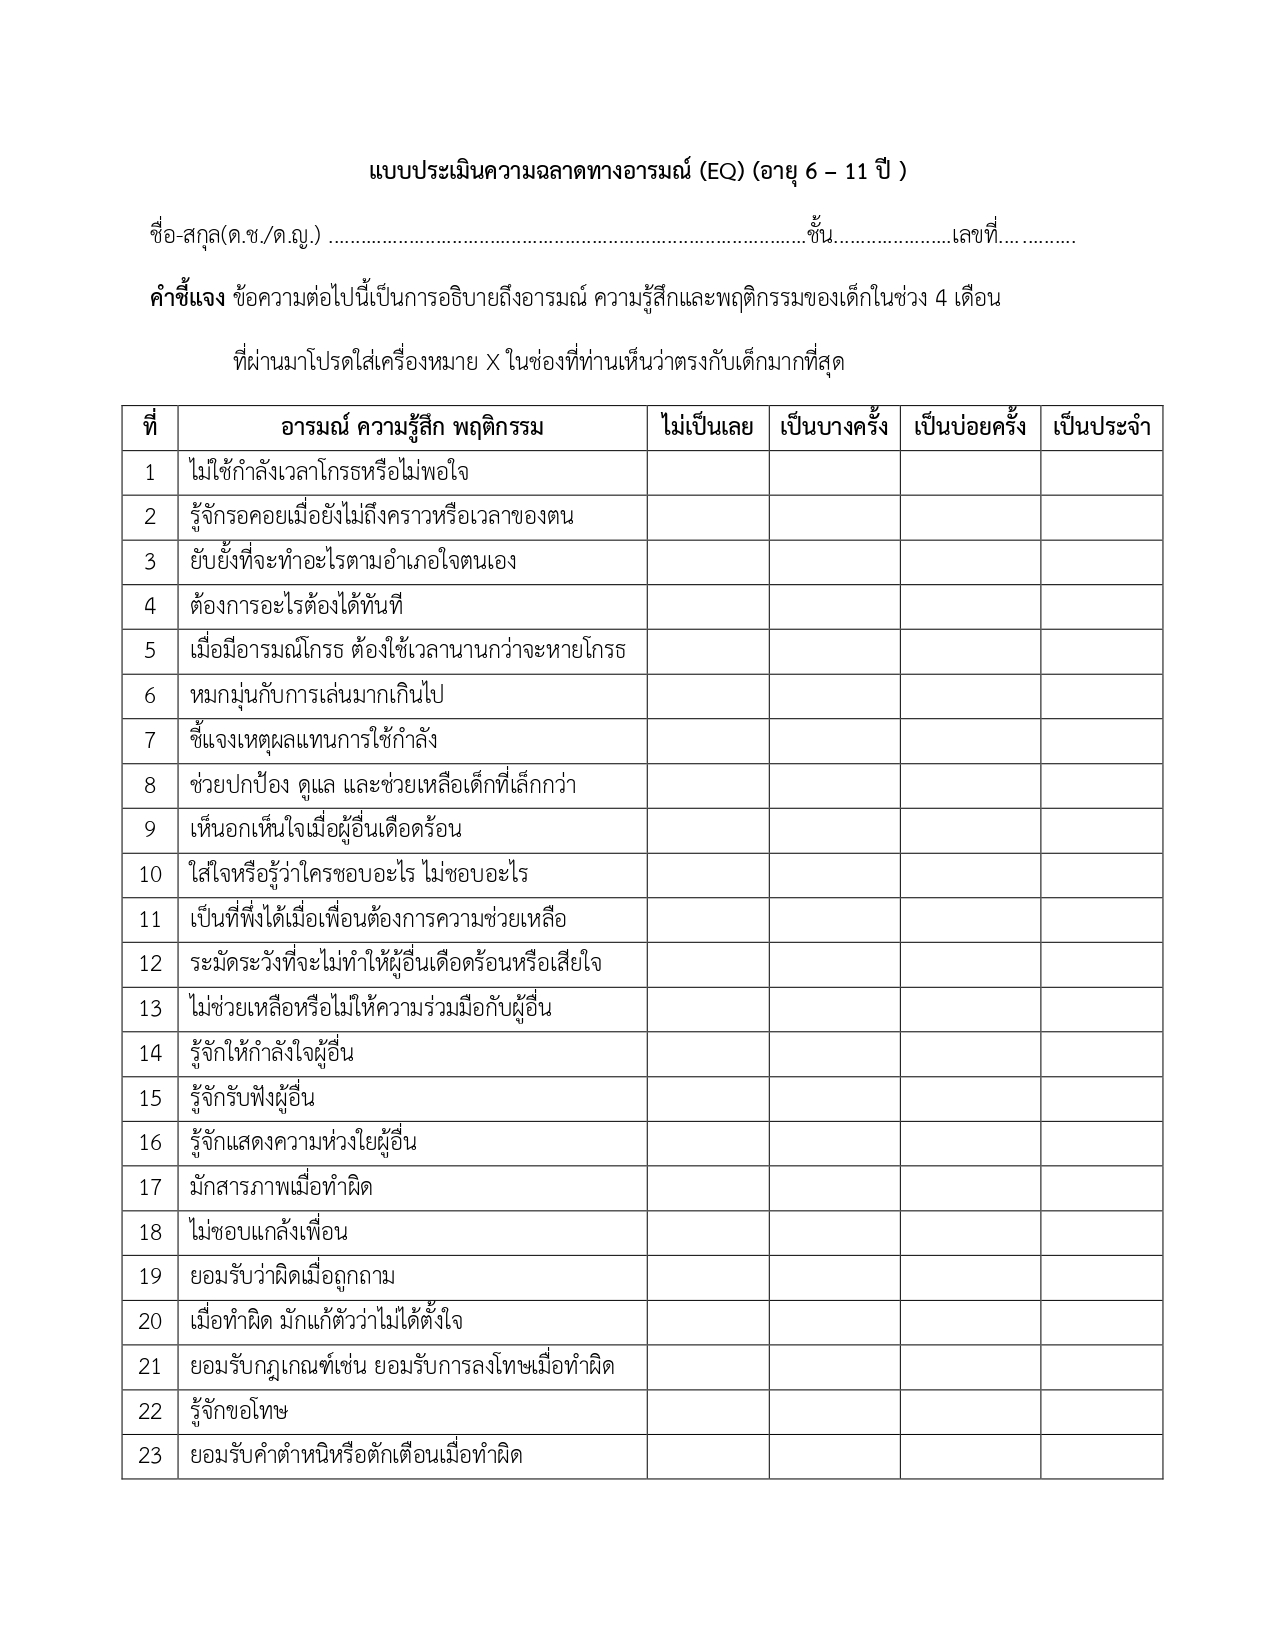 แบบประเมินความฉลาดทางอารมณ์ (EQ) (อายุ 6 – 11 ปี )
ชื่อ-สกุล(ด.ช./ด.ญ.) .........................................................................................ชั้น......................เลขที่...............
คำชี้แจง ข้อความต่อไปนี้เป็นการอธิบายถึงอารมณ์ ความรู้สึกและพฤติกรรมของเด็กในช่วง 4 เดือน
ที่ผ่านมาโปรดใส่เครื่องหมาย X ในช่องที่ท่านเห็นว่าตรงกับเด็กมากที่สุด
ที่ อารมณ์ ความรู้สึก พฤติกรรม ไม่เป็นเลย เป็นบางครั้ง เป็นบ่อยครั้ง เป็นประจำ
1 ไม่ใช้กำลังเวลาโกรธหรือไม่พอใจ
2 รู้จักรอคอยเมื่อยังไม่ถึงคราวหรือเวลาของตน
3 ยับยั้งที่จะทำอะไรตามอำเภอใจตนเอง
4 ต้องการอะไรต้องได้ทันที
5 เมื่อมีอารมณ์โกรธ ต้องใช้เวลานานกว่าจะหายโกรธ
6 หมกมุ่นกับการเล่นมากเกินไป
7 ชี้แจงเหตุผลแทนการใช้กำลัง
8 ช่วยปกป้อง ดูแล และช่วยเหลือเด็กที่เล็กกว่า
9 เห็นอกเห็นใจเมื่อผู้อื่นเดือดร้อน
10 ใส่ใจหรือรู้ว่าใครชอบอะไร ไม่ชอบอะไร
11 เป็นที่พึ่งได้เมื่อเพื่อนต้องการความช่วยเหลือ
12 ระมัดระวังที่จะไม่ทำให้ผู้อื่นเดือดร้อนหรือเสียใจ
13 ไม่ช่วยเหลือหรือไม่ให้ความร่วมมือกับผู้อื่น
14 รู้จักให้กำลังใจผู้อื่น
15 รู้จักรับฟังผู้อื่น
16 รู้จักแสดงความห่วงใยผู้อื่น
17 มักสารภาพเมื่อทำผิด
18 ไม่ชอบแกล้งเพื่อน
19 ยอมรับว่าผิดเมื่อถูกถาม
20 เมื่อทำผิด มักแก้ตัวว่าไม่ได้ตั้งใจ
21 ยอมรับกฎเกณฑ์เช่น ยอมรับการลงโทษเมื่อทำผิด
22 รู้จักขอโทษ
23 ยอมรับคำตำหนิหรือตักเตือนเมื่อทำผิด